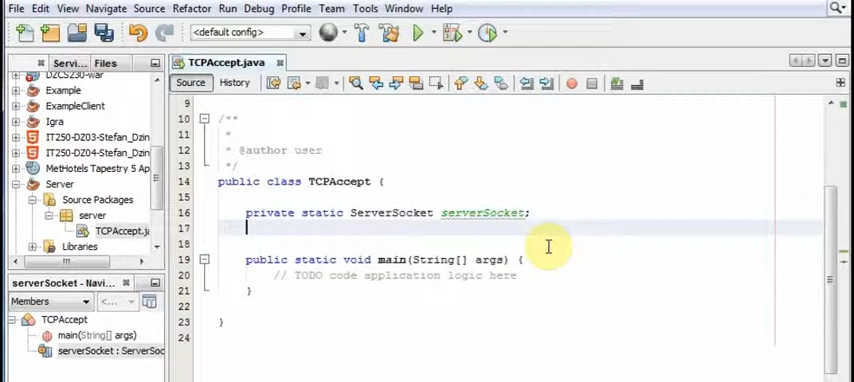 File Edit View Navigate Source Refactor Run Debug Profile Team Tools Window Help
<default config>
Servi... Files
TCPAccept.java
Source History
DZCS230-war
Example
ExampleClient
Igra
IT250-DZ03-Stefan_Dzin
IT250-DZ04-Stefan_Dzin
MetHotels Tapestry 5 Ap
Server
Source Packages
server
TCPAccept.ja
Libraries
serverSocket - Navi...
Members
<...
TCPAccept
main(String[] args)
serverSocket : ServerSoc
9
10 /**
11 *
12 * @author user
13 */
14 public class TCPAccept {
15
16 private static ServerSocket serverSocket;
17
18
19 public static void main(String[] args) {
20 // TODO code application logic here
21 }
22
23 }
24